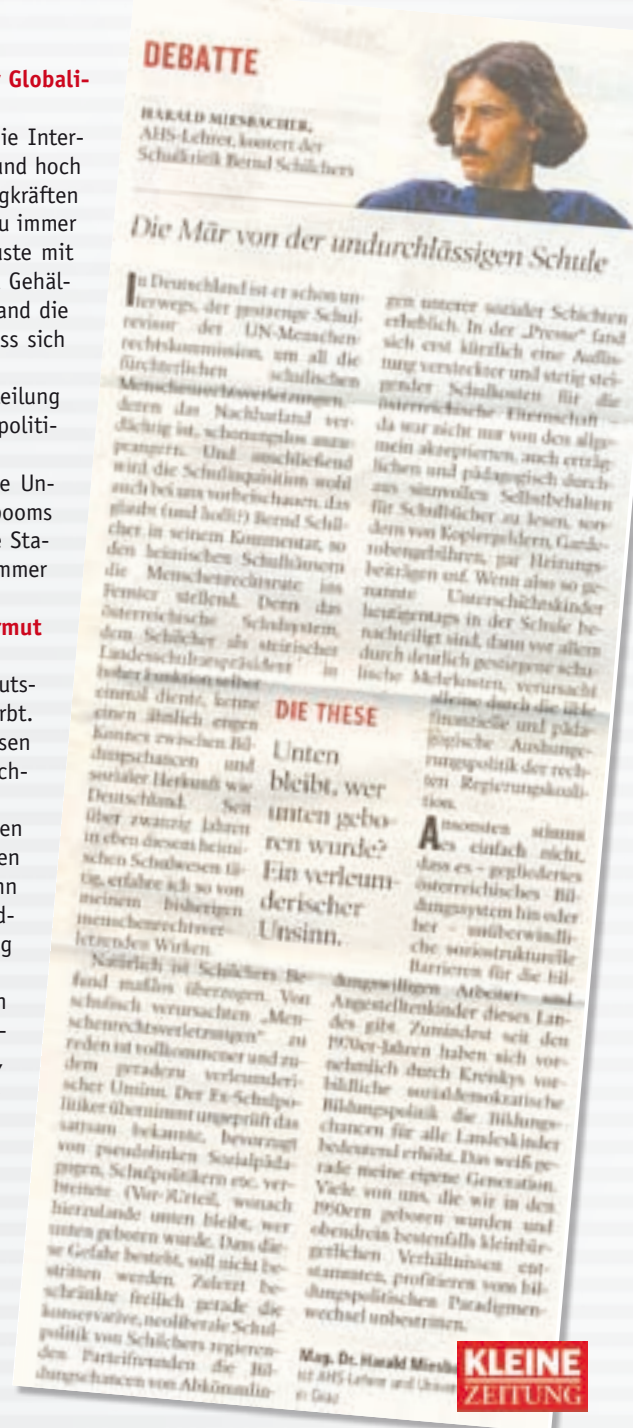 Globali-
ie Inter-
und hoch
gkräften
u immer
uste mit
Gehäl-
and die
ss sich
eilung
politi-
e Un-
ooms
e Sta-
mmer
mut
uts-
rbt.
sen
ch-
en
en
nn
d-
g
n
-
,
DEBATTE
HARALD MIESBACHER,
AHS-Lehrer, kontert der
Schulkritik Bernd Schilchers
Die Mär von der undurchlässigen Schule
In Deutschland ist er schon un-
terwegs, der gestrenge Schul-
revisor der UN-Menschen-
rechtskommission, um all die
fürchterlichen schulischen
Menschenrechtsverletzungen,
deren das Nachbarland ver-
dächtig ist, schonungslos anzu-
prangern. Und anschließend
wird die Schulinquisition wohl
auch bei uns vorbeischauen, das
glaubt (und hofft?) Bernd Schil-
cher in seinem Kommentar, so
den heimischen Schulhäusern
die Menschenrechtsrute ins
Fenster stellend. Denn das
österreichische Schulsystem,
dem Schilcher als steirischer
Landesschulratspräsident in
hoher Funktion selber
einmal diente, kenne
einen ähnlich engen
Konnex zwischen Bil-
dungschancen und
sozialer Herkunft wie
Deutschland. Seit
über zwanzig Jahren
in eben diesem heimi-
schen Schulwesen tä-
tig, erfahre ich so von
meinem bisherigen
menschenrechtsver-
letzenden Wirken.
Natürlich ist Schilchers Be-
fund maßlos überzogen. Von
schulisch verursachten „Men-
schenrechtsverletzungen“ zu
reden ist vollkommener und zu-
dem geradezu verleumderi-
scher Unsinn. Der Ex-Schulpo-
litiker übernimmt ungeprüft das
sattsam bekannte, bevorzugt
von pseudolinken Sozialpäda-
gogen, Schulpolitikern etc. ver-
breitete (Vor-)Urteil, wonach
hierzulande unten bleibt, wer
unten geboren wurde. Dass die-
se Gefahr besteht, soll nicht be-
stritten werden. Zuletzt be-
schränkte freilich gerade die
konservative, neoliberale Schul-
politik von Schilchers regieren-
den Parteifreunden die Bil-
dungschancen von Abkömmlin-
gen unterer sozialer Schichten
erheblich. In der „Presse“ fand
sich erst kürzlich eine Auflis-
tung versteckter und stetig stei-
gender Schulkosten für die
österreichische Elternschaft –
da war nicht nur von den allge-
mein akzeptierten, auch erträg-
lichen und pädagogisch durch-
aus sinnvollen Selbstbehalten
für Schulbücher zu lesen, son-
dern von Kopiergeldern, Garde-
robengebühren, gar Heizungs-
beiträgen usf. Wenn also so ge-
nannte Unterschichtskinder
heutigentags in der Schule be-
nachteiligt sind, dann vor allem
durch deutlich gestiegene schu-
lische Mehrkosten, verursacht
alleine durch die üble
finanzielle und päda-
gogische Aushunge-
rungspolitik der rech-
ten Regierungskoali-
tion.
DIE THESE
Unten
bleibt, wer
unten gebo-
ren wurde?
Ein verleum-
derischer
Unsinn.
Ansonsten stimmt
es einfach nicht,
dass es – gegliedertes
österreichisches Bil-
dungssystem hin oder
her – unüberwindli-
che soziostrukturelle
Barrieren für die bil-
dungswilligen Arbeiter- und
Angestelltenkinder dieses Lan-
des gibt. Zumindest seit den
1970er-Jahren haben sich vor-
nehmlich durch Kreiskys vor-
bildliche sozialdemokratische
Bildungspolitik die Bildungs-
chancen für alle Landeskinder
bedeutend erhöht. Das weiß ge-
rade meine eigene Generation.
Viele von uns, die wir in den
1950ern geboren wurden und
obendrein bestenfalls kleinbür-
gerlichen Verhältnissen ent-
stammten, profitieren vom bil-
dungspolitischen Paradigmen-
wechsel unbestritten.
Mag. Dr. Harald Miesba
ist AHS-Lehrer und Univer
in Graz
KLEINE
ZEITUNG